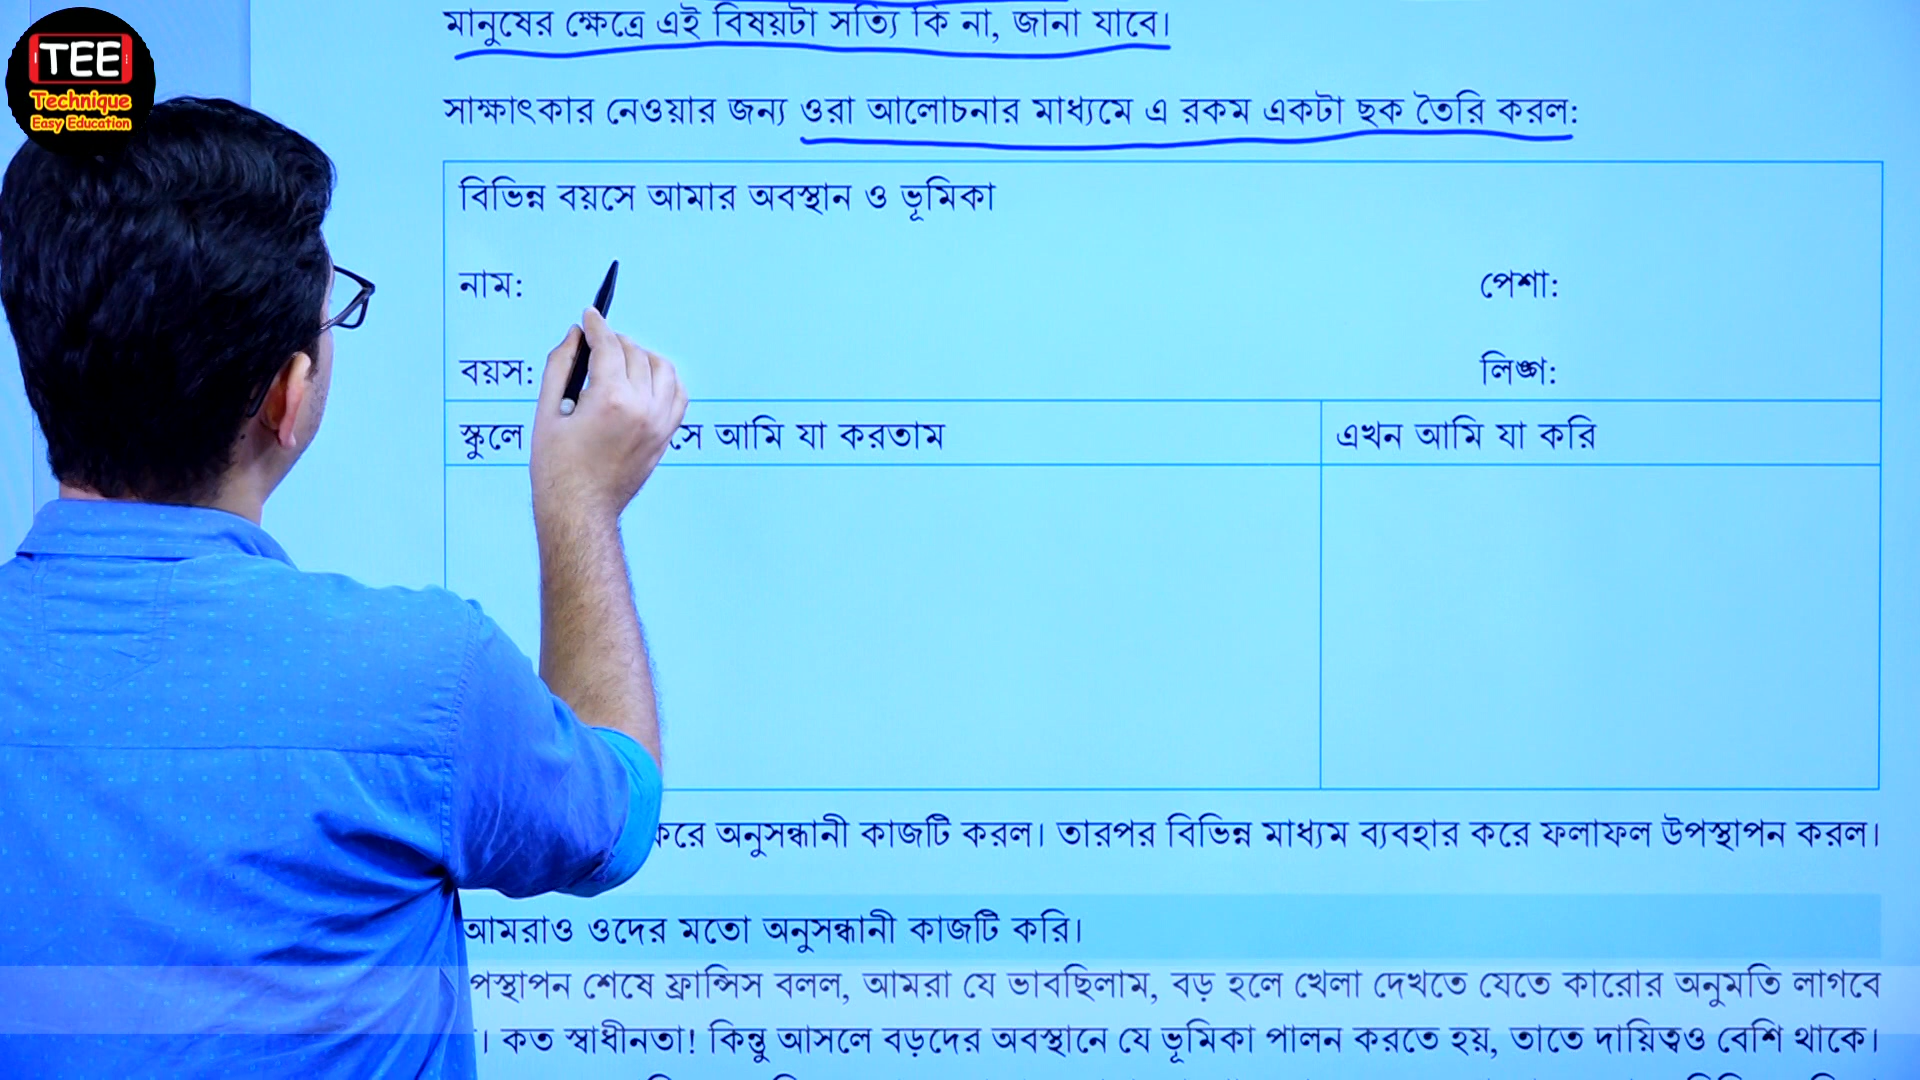 TEE
Technique
Easy Education
মানুষের ক্ষেত্রে এই বিষয়টা সত্যি কি না, জানা যাবে।
সাক্ষাৎকার নেওয়ার জন্য ওরা আলোচনার মাধ্যমে এ রকম একটা ছক তৈরি করল:
বিভিন্ন বয়সে আমার অবস্থান ও ভূমিকা
নাম: পেশা:
বয়স: লিঙ্গ:
স্কুলে সে আমি যা করতাম এখন আমি যা করি
করে অনুসন্ধানী কাজটি করল। তারপর বিভিন্ন মাধ্যম ব্যবহার করে ফলাফল উপস্থাপন করল।
আমরাও ওদের মতো অনুসন্ধানী কাজটি করি।
পস্থাপন শেষে ফ্রান্সিস বলল, আমরা যে ভাবছিলাম, বড় হলে খেলা দেখতে যেতে কারোর অনুমতি লাগবে
। কত স্বাধীনতা! কিন্তু আসলে বড়দের অবস্থানে যে ভূমিকা পালন করতে হয়, তাতে দায়িত্বও বেশি থাকে।